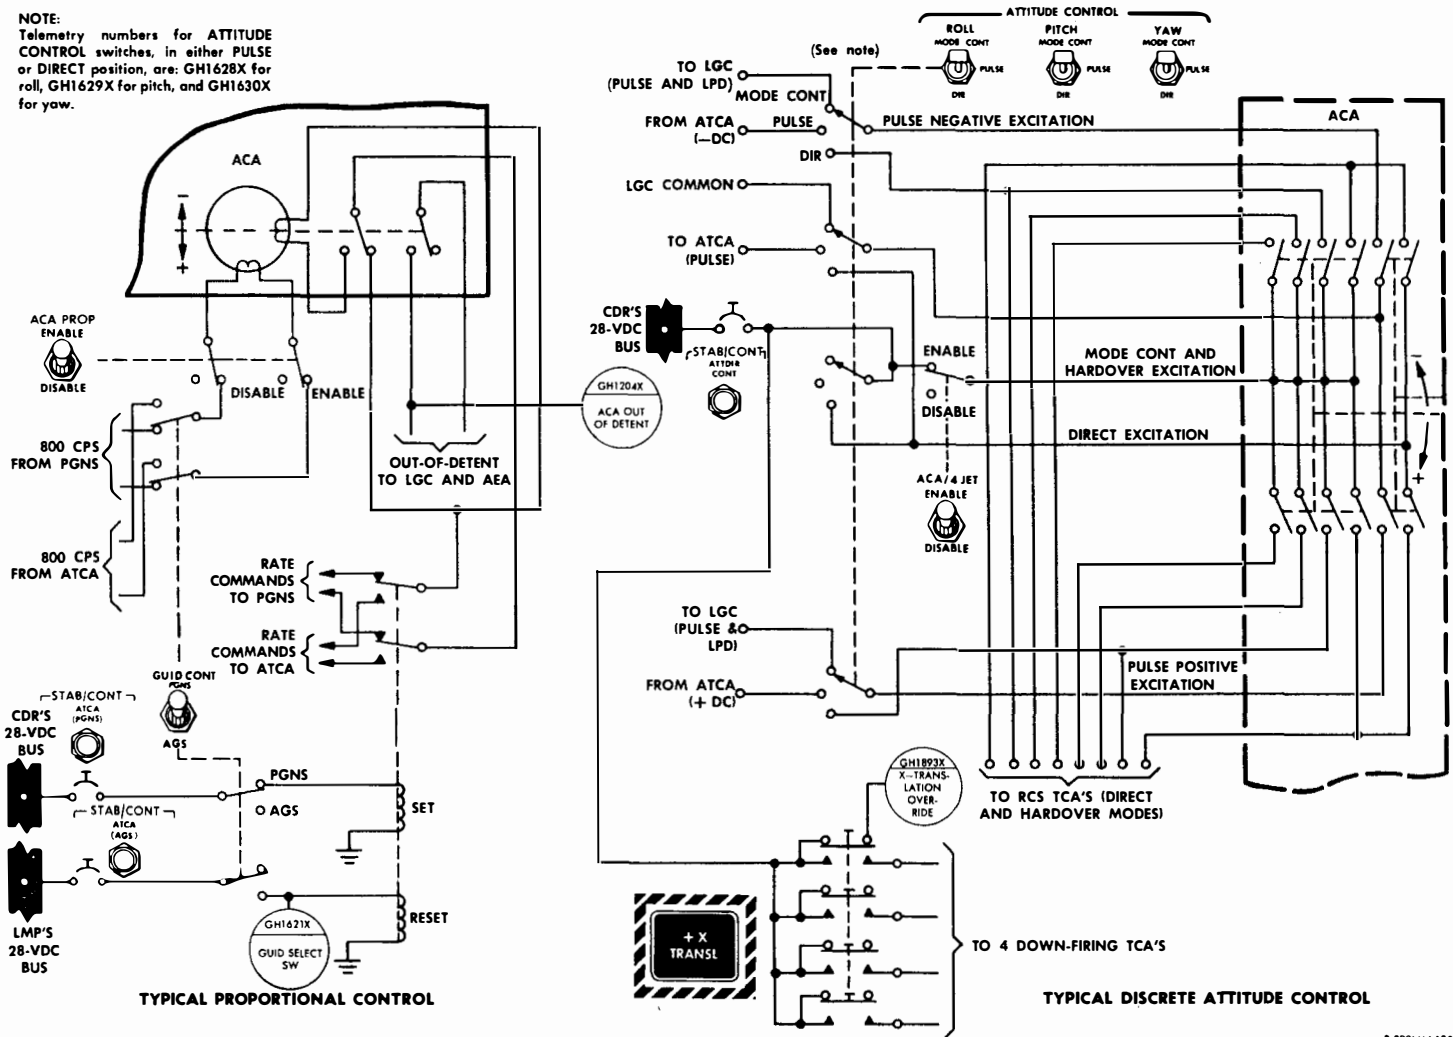 NOTE:
Telemetry numbers for ATTITUDE
CONTROL switches, in either PULSE
or DIRECT position, are: GH1628X for
roll, GH1629X for pitch, and GH1630X
for yaw.
ACA
−
+
ACA PROP
ENABLE
DISABLE
DISABLE
ENABLE
800 CPS
FROM PGNS
800 CPS
FROM ATCA
OUT-OF-DETENT
TO LGC AND AEA
GH1204X
ACA OUT
OF DETENT
RATE
COMMANDS
TO PGNS
RATE
COMMANDS
TO ATCA
GUID CONT
PGNS
AGS
STAB/CONT
ATCA
(PGNS)
CDR'S
28-VDC
BUS
STAB/CONT
ATCA
(AGS)
LMP'S
28-VDC
BUS
PGNS
AGS
SET
RESET
GH1621X
GUID SELECT
SW
TYPICAL PROPORTIONAL CONTROL
ATTITUDE CONTROL
ROLL
MODE CONT
PULSE
DIR
PITCH
MODE CONT
PULSE
DIR
YAW
MODE CONT
PULSE
DIR
(See note)
TO LGC
(PULSE AND LPD)
MODE CONT
FROM ATCA
(−DC)
PULSE
PULSE NEGATIVE EXCITATION
DIR
LGC COMMON
TO ATCA
(PULSE)
CDR'S
28-VDC
BUS
STAB/CONT
ATTDIR
CONT
ENABLE
DISABLE
MODE CONT AND
HARDOVER EXCITATION
DIRECT EXCITATION
ACA/4 JET
ENABLE
DISABLE
ACA
−
+
TO LGC
(PULSE &
LPD)
FROM ATCA
(+ DC)
PULSE POSITIVE
EXCITATION
TO RCS TCA'S (DIRECT
AND HARDOVER MODES)
GH1893X
X-TRANS-
LATION
OVER-
RIDE
+ X
TRANSL
TO 4 DOWN-FIRING TCA'S
TYPICAL DISCRETE ATTITUDE CONTROL